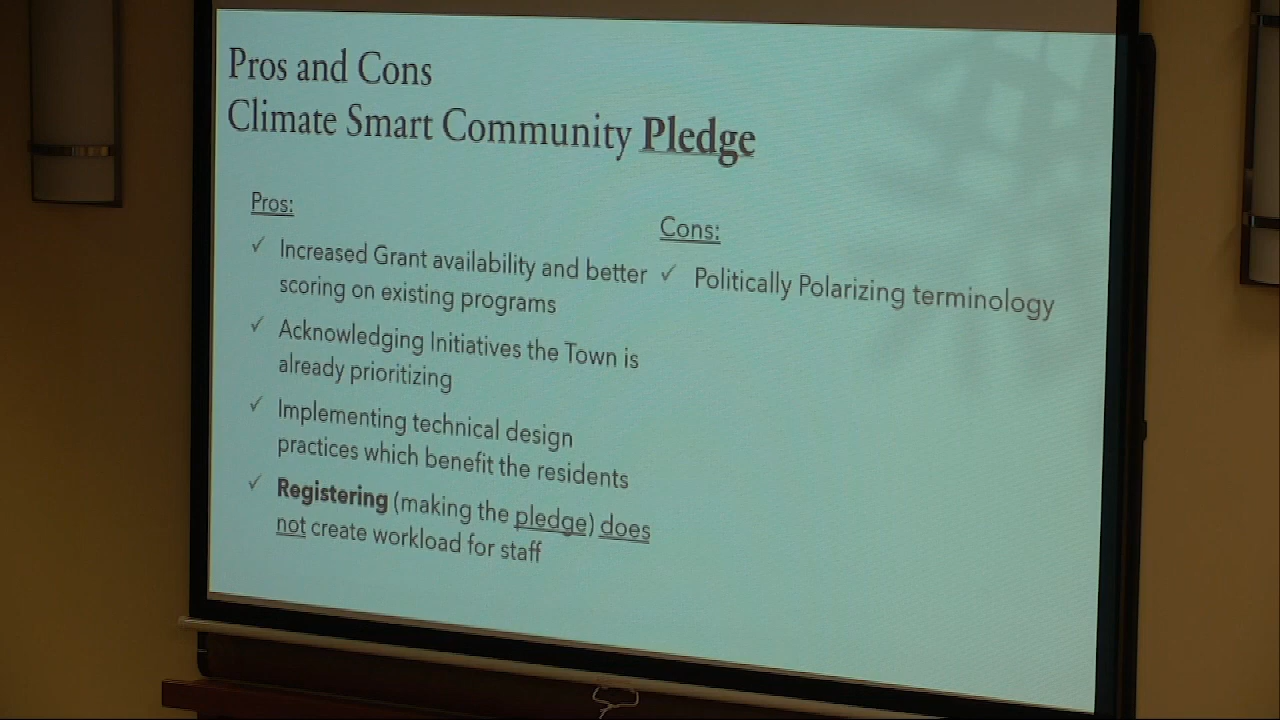 Pros and Cons
Climate Smart Community Pledge
Pros:
✓ Increased Grant availability and better
scoring on existing programs
✓ Acknowledging Initiatives the Town is
already prioritizing
✓ Implementing technical design
practices which benefit the residents
✓ Registering (making the pledge) does
not create workload for staff
Cons:
✓ Politically Polarizing terminology